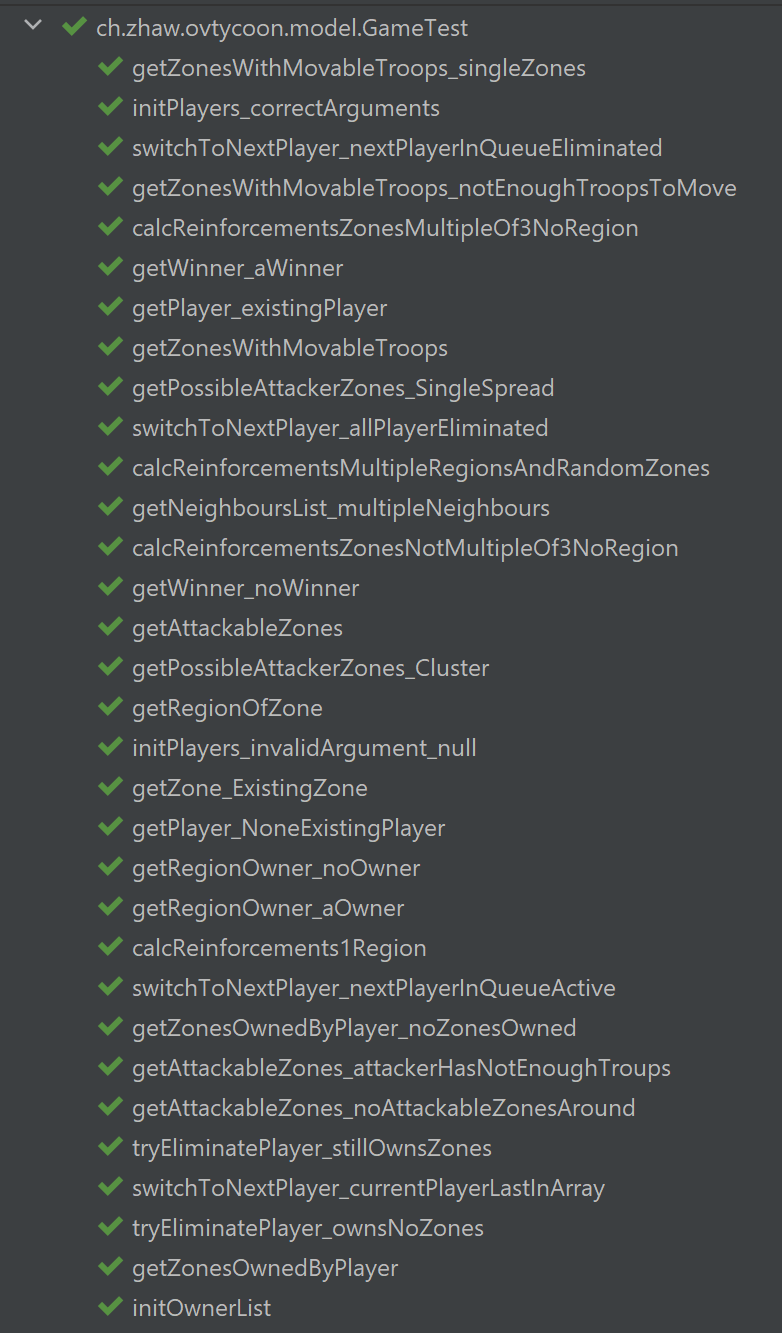 ch.zhaw.ovtycoon.model.GameTest
getZonesWithMovableTroops_singleZones
initPlayers_correctArguments
switchToNextPlayer_nextPlayerInQueueEliminated
getZonesWithMovableTroops_notEnoughTroopsToMove
calcReinforcementsZonesMultipleOf3NoRegion
getWinner_aWinner
getPlayer_existingPlayer
getZonesWithMovableTroops
getPossibleAttackerZones_SingleSpread
switchToNextPlayer_allPlayerEliminated
calcReinforcementsMultipleRegionsAndRandomZones
getNeighboursList_multipleNeighbours
calcReinforcementsZonesNotMultipleOf3NoRegion
getWinner_noWinner
getAttackableZones
getPossibleAttackerZones_Cluster
getRegionOfZone
initPlayers_invalidArgument_null
getZone_ExistingZone
getPlayer_NoneExistingPlayer
getRegionOwner_noOwner
getRegionOwner_aOwner
calcReinforcements1Region
switchToNextPlayer_nextPlayerInQueueActive
getZonesOwnedByPlayer_noZonesOwned
getAttackableZones_attackerHasNotEnoughTroups
getAttackableZones_noAttackableZonesAround
tryEliminatePlayer_stillOwnsZones
switchToNextPlayer_currentPlayerLastInArray
tryEliminatePlayer_ownsNoZones
getZonesOwnedByPlayer
initOwnerList